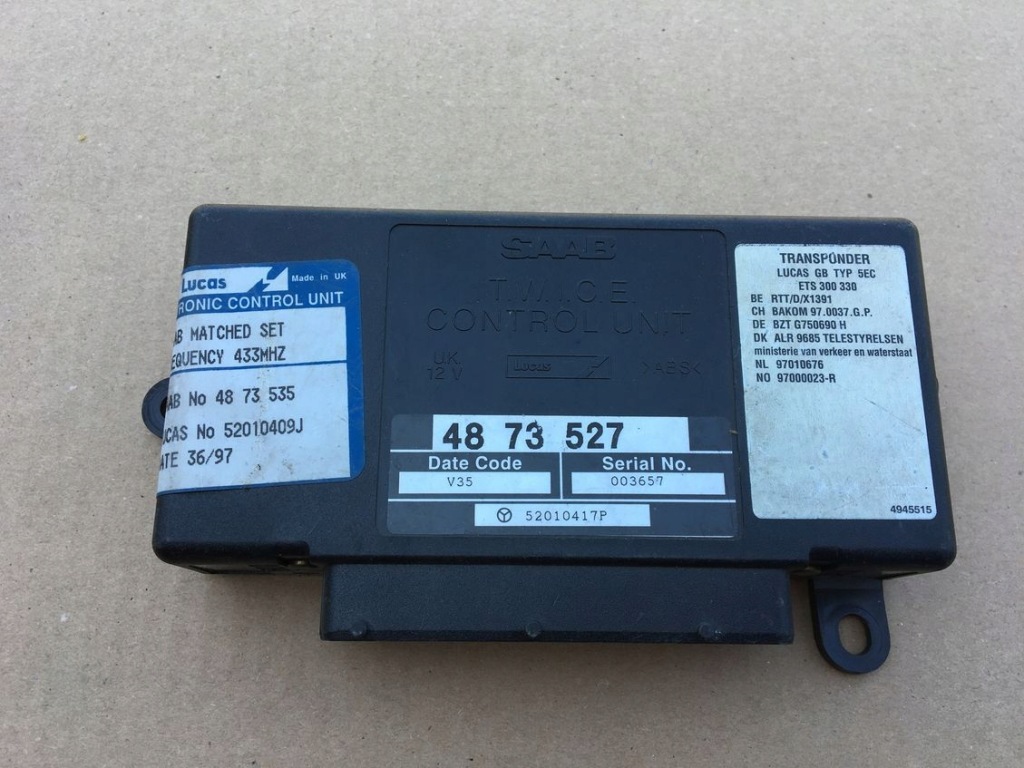 Lucas
Made in UK
RONIC CONTROL UNIT
AB MATCHED SET
EQUENCY 433MHZ
AB No 48 73 535
UCAS No 52010409J
ATE 36/97
SAAB
T.W.I.C.E.
CONTROL UNIT
UK
12 V
Lucas
>ABS<
48 73 527
Date Code
Serial No.
V35
003657
52010417P
TRANSPONDER
LUCAS GB TYP 5EC
ETS 300 330
BE RTT/D/X1391
CH BAKOM 97.0037.G.P.
DE BZT G750690 H
DK ALR 9685 TELESTYRELSEN
ministerie van verkeer en waterstaat
NL 97010676
NO 97000023-R
4945515